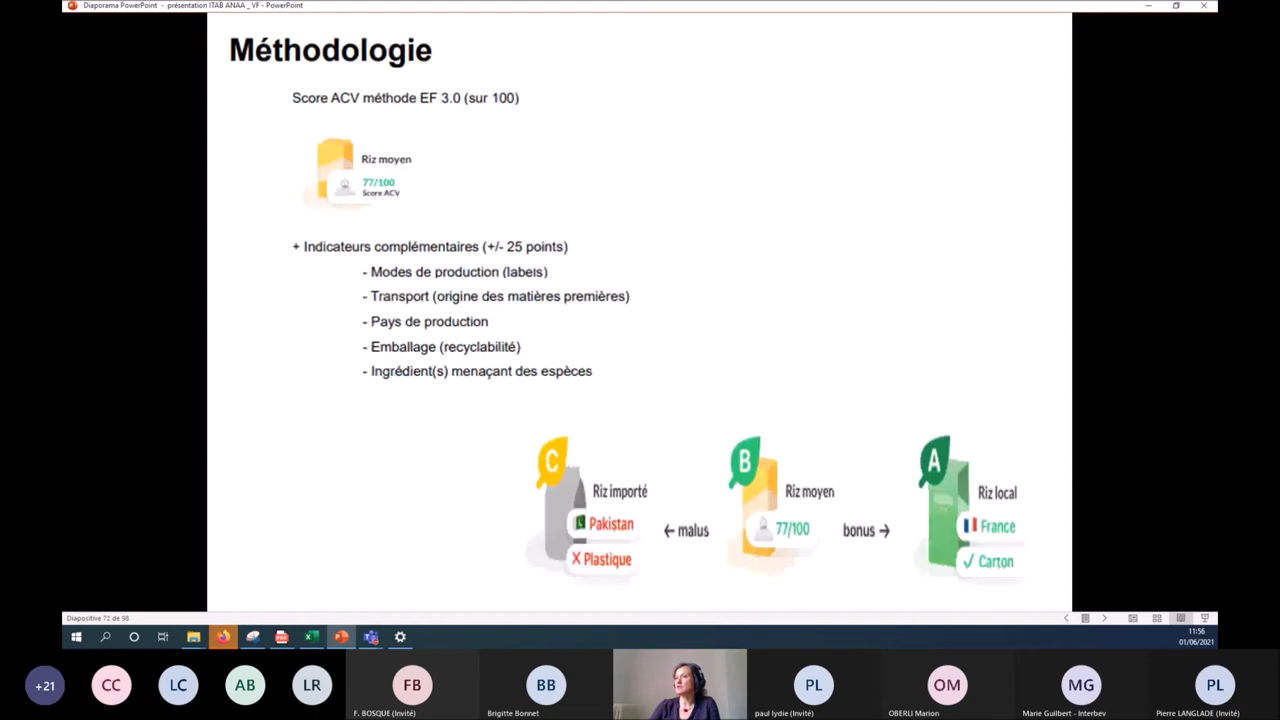 Diaporama PowerPoint - présentation ITAB ANAA _ VF - PowerPoint
Méthodologie
Score ACV méthode EF 3.0 (sur 100)
Riz moyen
77/100
Score ACV
+ Indicateurs complémentaires (+/- 25 points)
- Modes de production (labels)
- Transport (origine des matières premières)
- Pays de production
- Emballage (recyclabilité)
- Ingrédient(s) menaçant des espèces
C
Riz importé
Pakistan
X Plastique
← malus
B
Riz moyen
77/100
bonus →
A
Riz local
France
✓ Carton
Diapositive 72 de 98
11:56
01/06/2021
+21
CC
LC
AB
LR
FB
F. BOSQUE (Invité)
BB
Brigitte Bonnet
PL
paul lydie (Invité)
OM
OBERLI Marion
MG
Marie Guilbert - Interbev
PL
Pierre LANGLADE (Invité)